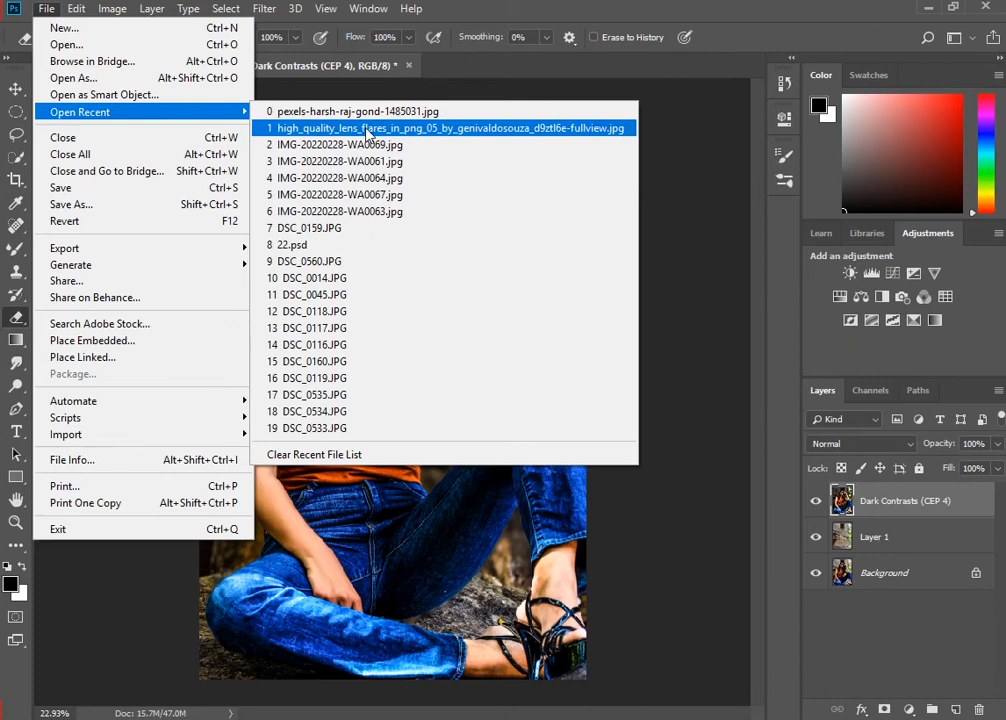 Ps File Edit Image Layer Type Select Filter 3D View Window Help
100% Flow: 100% Smoothing: 0% Erase to History
Dark Contrasts (CEP 4), RGB/8) *
New... Ctrl+N
Open... Ctrl+O
Browse in Bridge... Alt+Ctrl+O
Open As... Alt+Shift+Ctrl+O
Open as Smart Object...
Open Recent
Close Ctrl+W
Close All Alt+Ctrl+W
Close and Go to Bridge... Shift+Ctrl+W
Save Ctrl+S
Save As... Shift+Ctrl+S
Revert F12
Export
Generate
Share...
Share on Behance...
Search Adobe Stock...
Place Embedded...
Place Linked...
Package...
Automate
Scripts
Import
File Info... Alt+Shift+Ctrl+I
Print... Ctrl+P
Print One Copy Alt+Shift+Ctrl+P
Exit Ctrl+Q
0 pexels-harsh-raj-gond-1485031.jpg
1 high_quality_lens_flares_in_png_05_by_genivaldosouza_d9ztl6e-fullview.jpg
2 IMG-20220228-WA0069.jpg
3 IMG-20220228-WA0061.jpg
4 IMG-20220228-WA0064.jpg
5 IMG-20220228-WA0067.jpg
6 IMG-20220228-WA0063.jpg
7 DSC_0159.JPG
8 22.psd
9 DSC_0560.JPG
10 DSC_0014.JPG
11 DSC_0045.JPG
12 DSC_0118.JPG
13 DSC_0117.JPG
14 DSC_0116.JPG
15 DSC_0160.JPG
16 DSC_0119.JPG
17 DSC_0535.JPG
18 DSC_0534.JPG
19 DSC_0533.JPG
Clear Recent File List
Color Swatches
Learn Libraries Adjustments
Add an adjustment
Layers Channels Paths
Kind
Normal Opacity: 100%
Lock: Fill: 100%
Dark Contrasts (CEP 4)
Layer 1
Background
22.93% Doc: 15.7M/47.0M